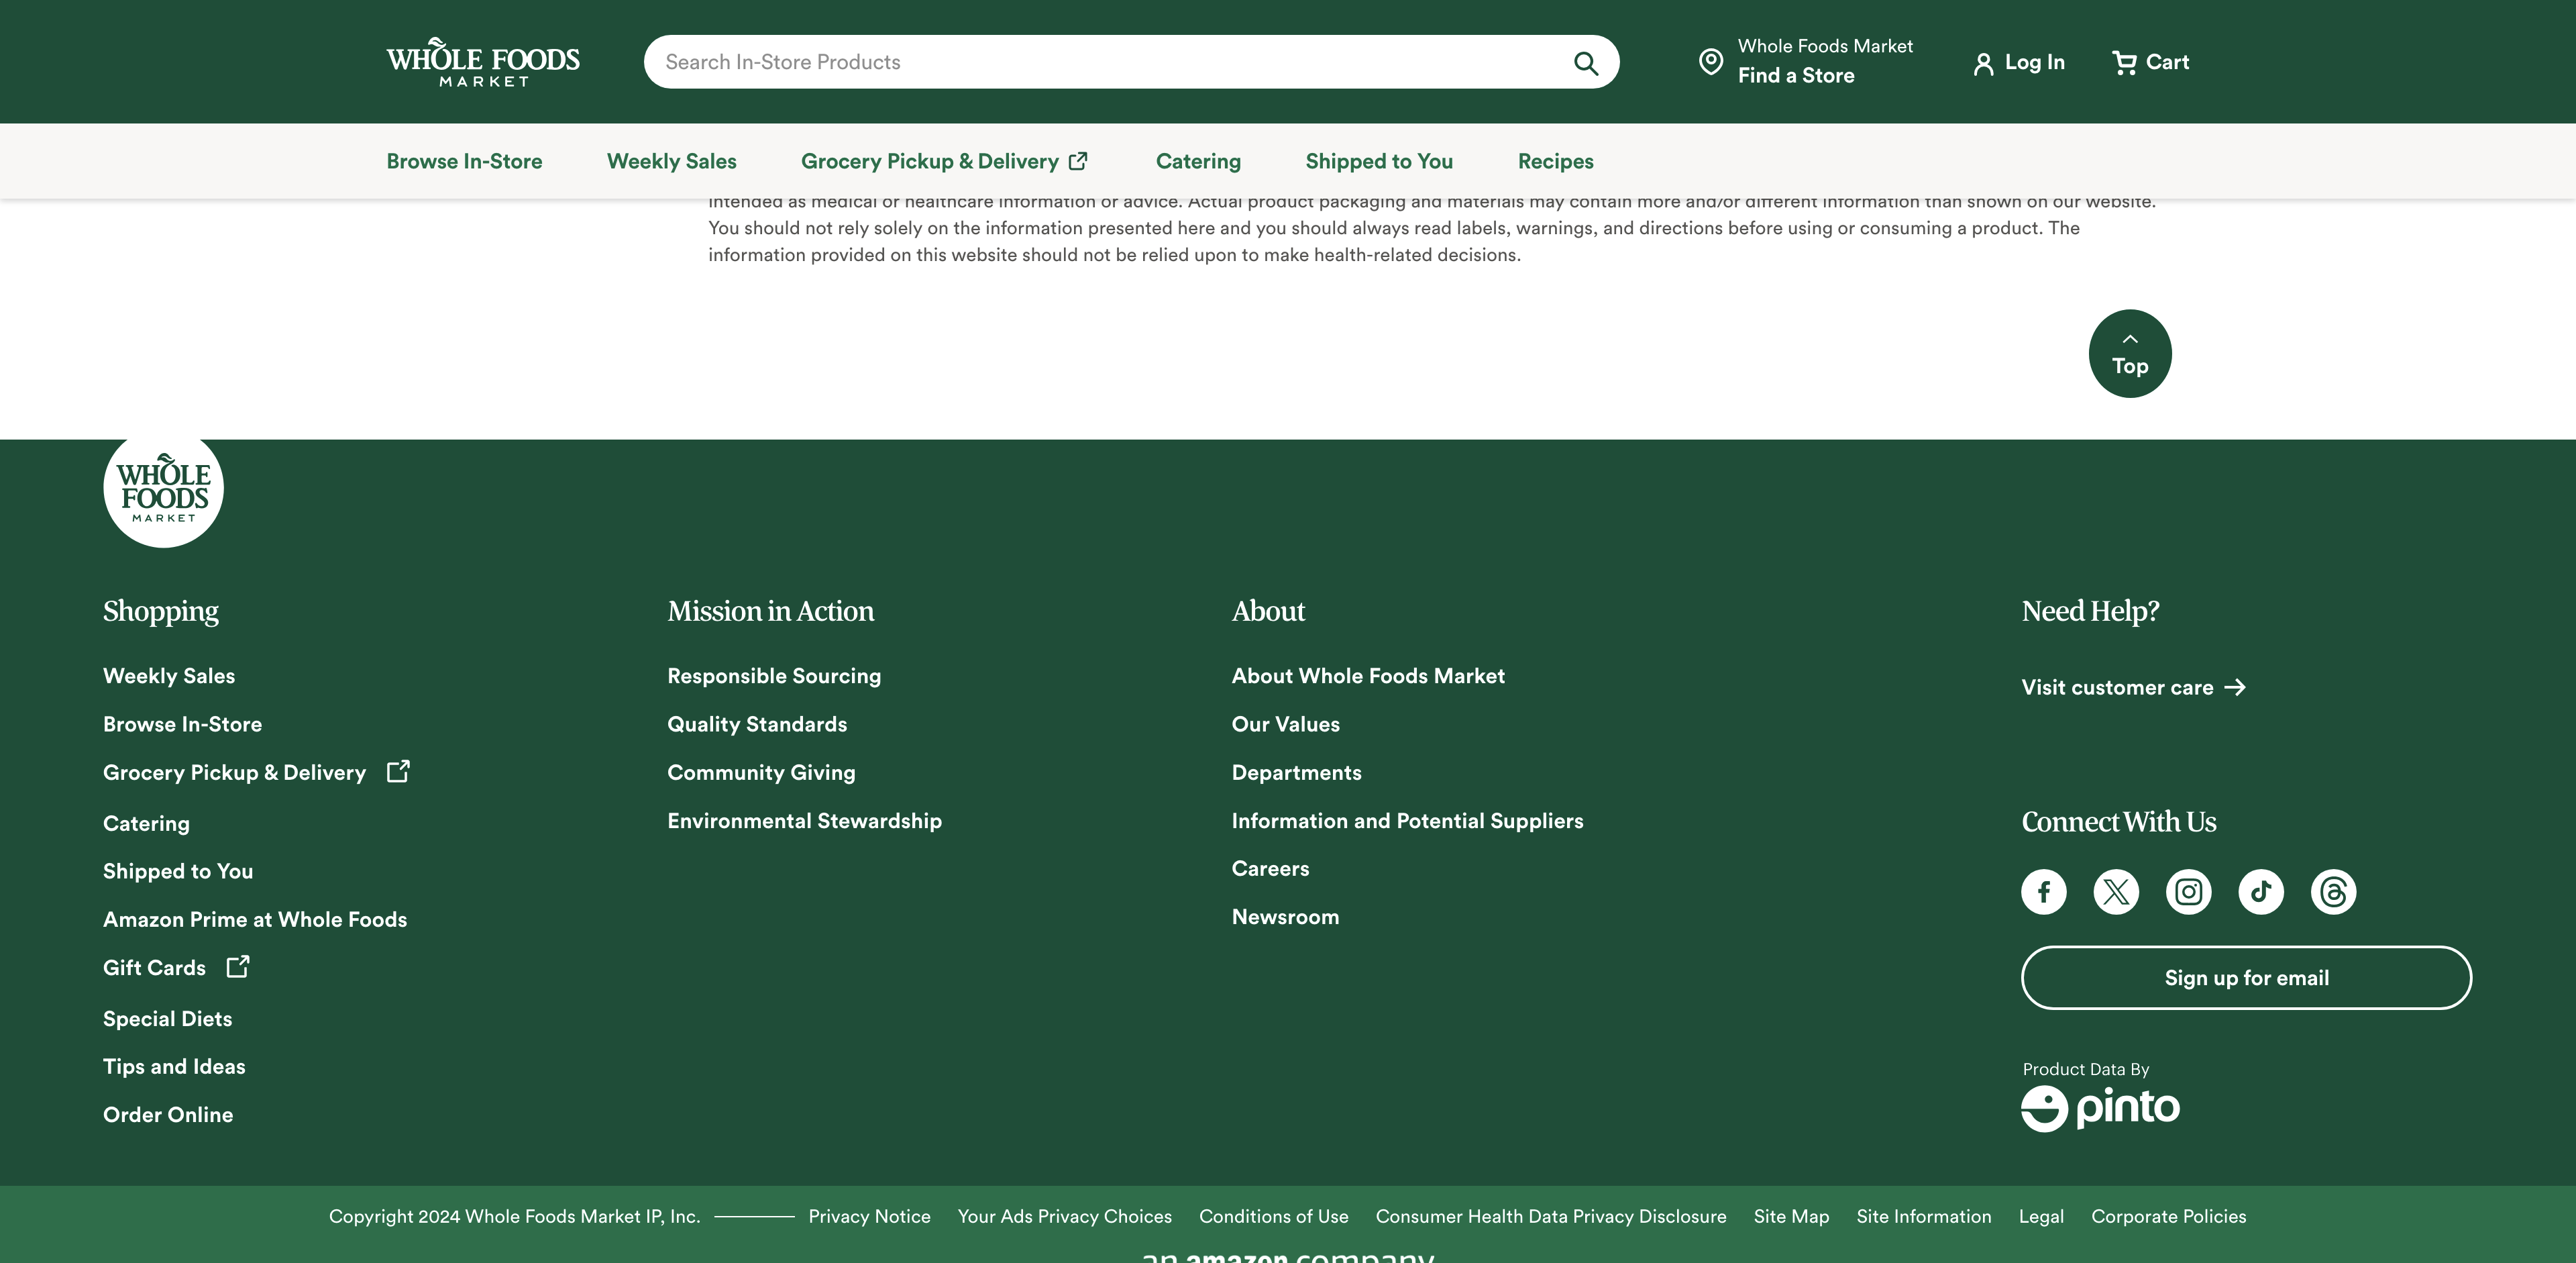 WHOLE FOODS
MARKET
Search In-Store Products
Whole Foods Market
Find a Store
Log In
Cart
Browse In-Store
Weekly Sales
Grocery Pickup & Delivery
Catering
Shipped to You
Recipes
intended as medical or healthcare information or advice. Actual product packaging and materials may contain more and/or different information than shown on our website.
You should not rely solely on the information presented here and you should always read labels, warnings, and directions before using or consuming a product. The
information provided on this website should not be relied upon to make health-related decisions.
Top
WHOLE
FOODS
MARKET
Shopping
Weekly Sales
Browse In-Store
Grocery Pickup & Delivery
Catering
Shipped to You
Amazon Prime at Whole Foods
Gift Cards
Special Diets
Tips and Ideas
Order Online
Mission in Action
Responsible Sourcing
Quality Standards
Community Giving
Environmental Stewardship
About
About Whole Foods Market
Our Values
Departments
Information and Potential Suppliers
Careers
Newsroom
Need Help?
Visit customer care
Connect With Us
Sign up for email
Product Data By
pinto
Copyright 2024 Whole Foods Market IP, Inc.
Privacy Notice
Your Ads Privacy Choices
Conditions of Use
Consumer Health Data Privacy Disclosure
Site Map
Site Information
Legal
Corporate Policies
an amazon company